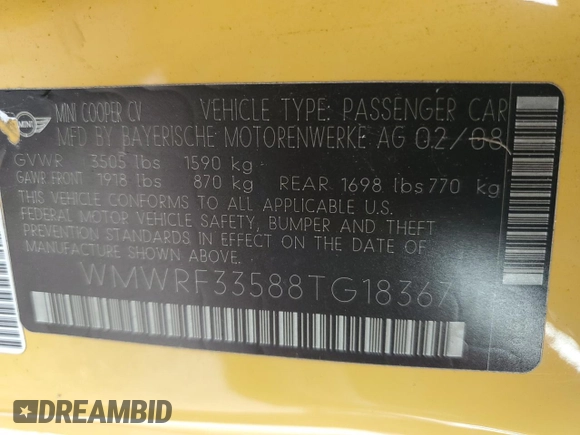 MINI
MINI COOPER CV VEHICLE TYPE: PASSENGER CAR
MFD BY BAYERISCHE MOTORENWERKE AG 02/08
GVWR 3505 lbs 1590 kg
GAWR FRONT 1918 lbs 870 kg REAR 1698 lbs 770 kg
THIS VEHICLE CONFORMS TO ALL APPLICABLE U.S.
FEDERAL MOTOR VEHICLE SAFETY, BUMPER AND THEFT
PREVENTION STANDARDS IN EFFECT ON THE DATE OF
MANUFACTURE SHOWN ABOVE.
WMWRF33588TG18367
DREAMBID